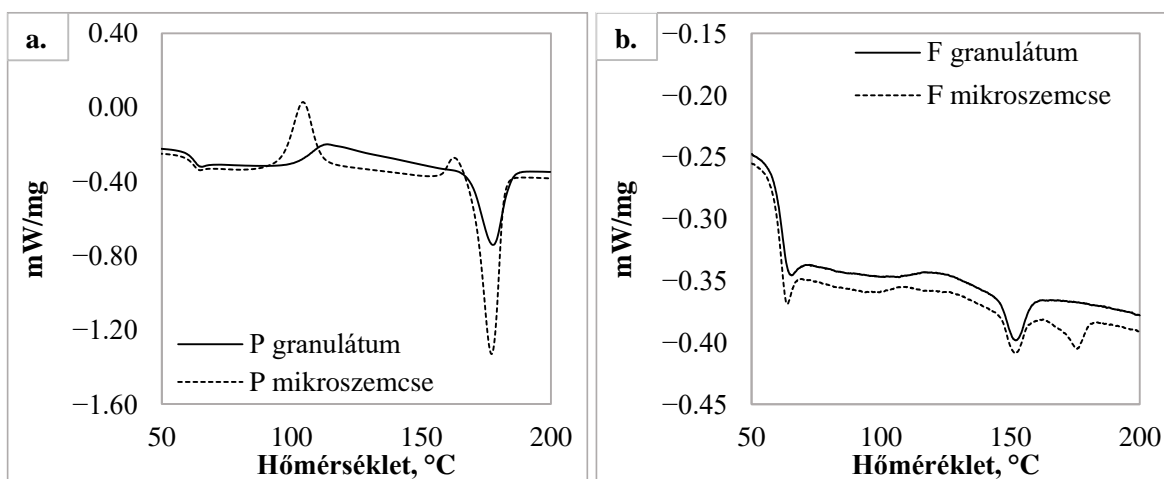 a.
0.40
0.00
−0.40
−0.80
−1.20
−1.60
mW/mg
P granulátum
P mikroszemcse
50 100 150 200
Hőmérséklet, °C
b.
−0.15
−0.20
−0.25
−0.30
−0.35
−0.40
−0.45
mW/mg
F granulátum
F mikroszemcse
50 100 150 200
Hőméréklet, °C